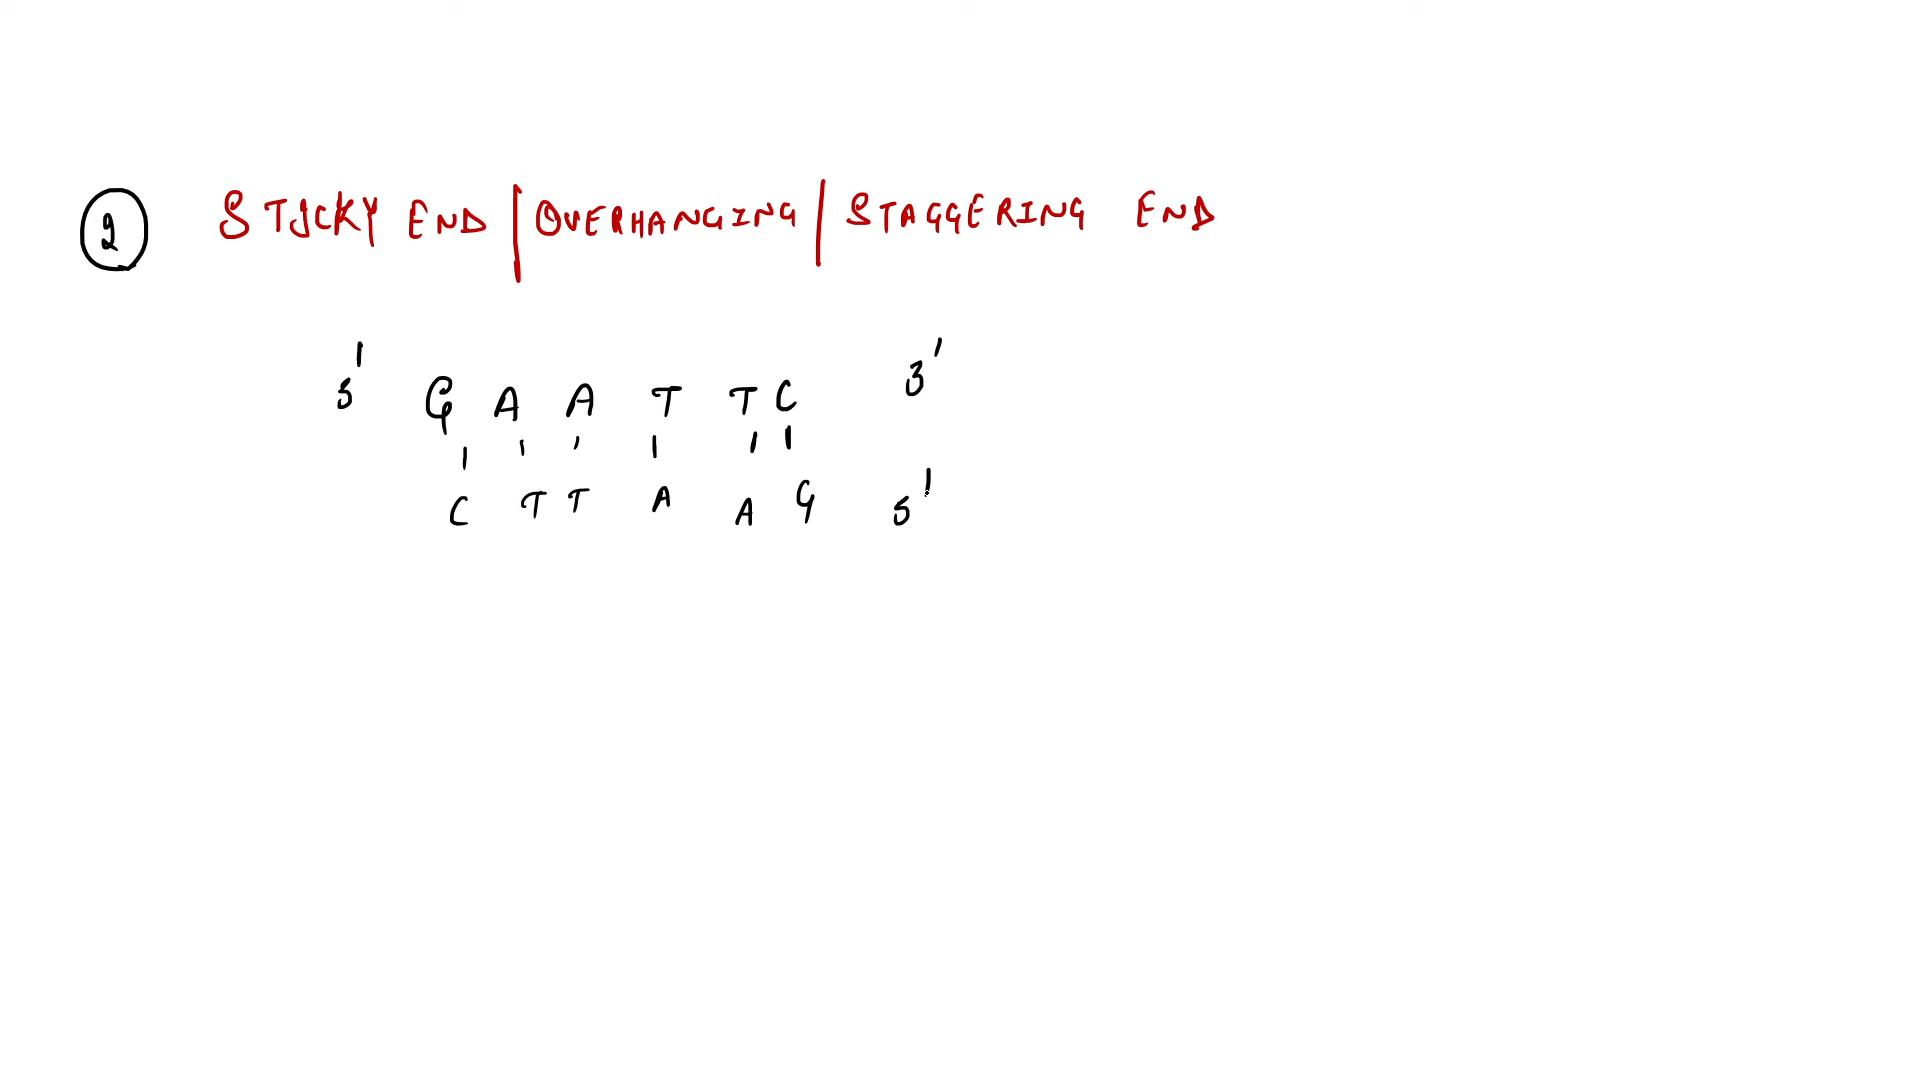 2 STICKY END | OVERHANGING | STAGGERING END
5' G A A T T C 3'
C T T A A G 5'